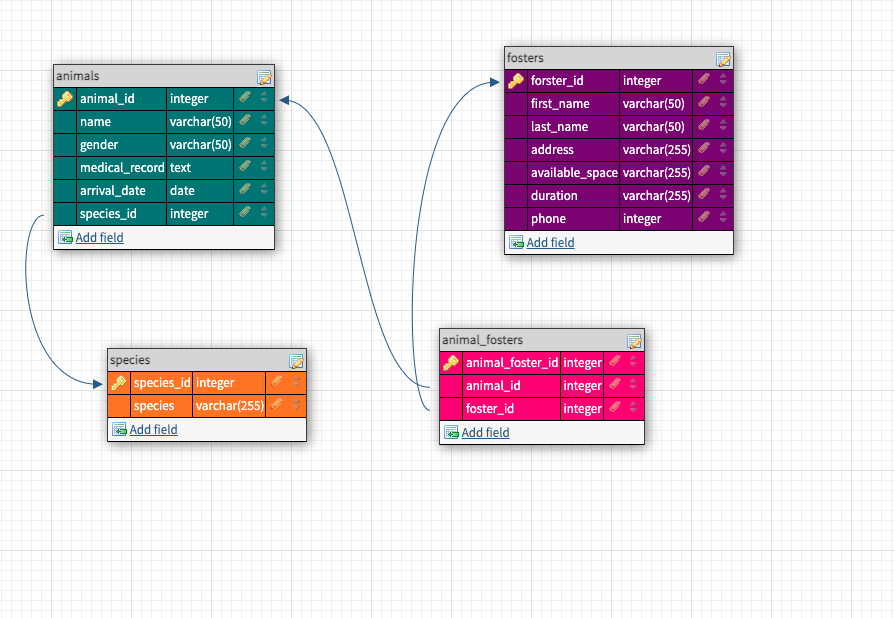 animals
animal_id integer
name varchar(50)
gender varchar(50)
medical_record text
arrival_date date
species_id integer
Add field
fosters
forster_id integer
first_name varchar(50)
last_name varchar(50)
address varchar(255)
available_space varchar(255)
duration varchar(255)
phone integer
Add field
species
species_id integer
species varchar(255)
Add field
animal_fosters
animal_foster_id integer
animal_id integer
foster_id integer
Add field